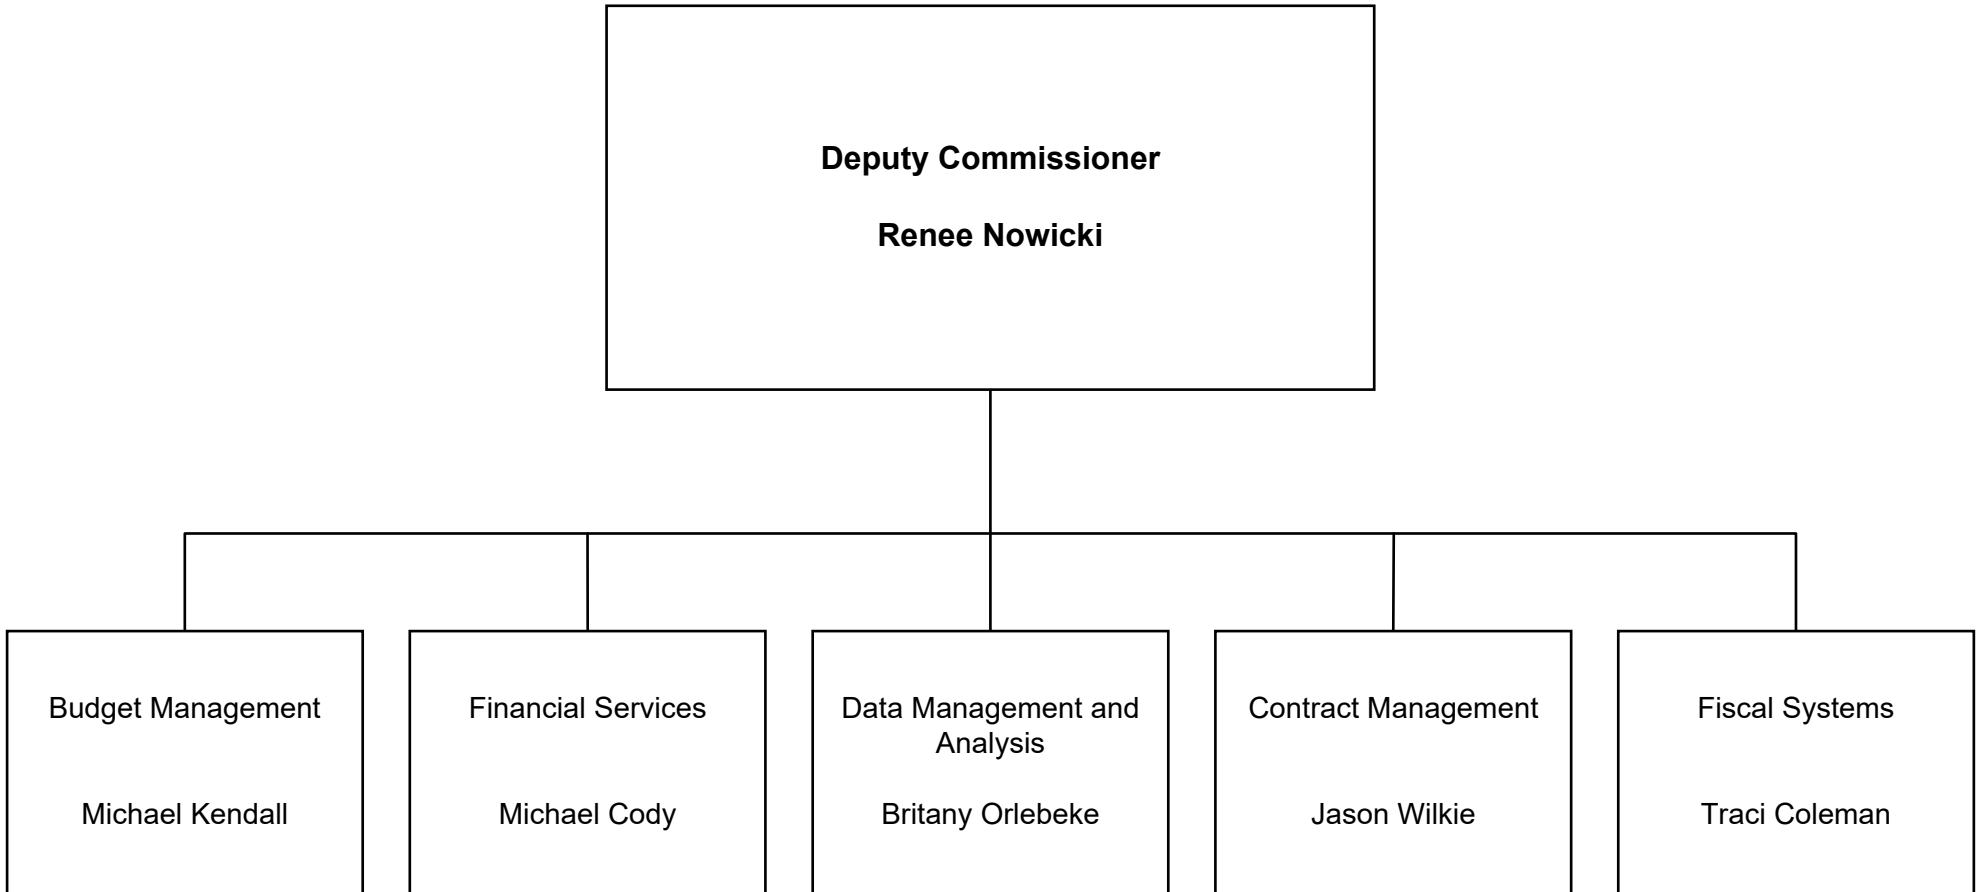 Deputy Commissioner
Renee Nowicki
Budget Management
Michael Kendall
Financial Services
Michael Cody
Data Management and
Analysis
Britany Orlebeke
Contract Management
Jason Wilkie
Fiscal Systems
Traci Coleman